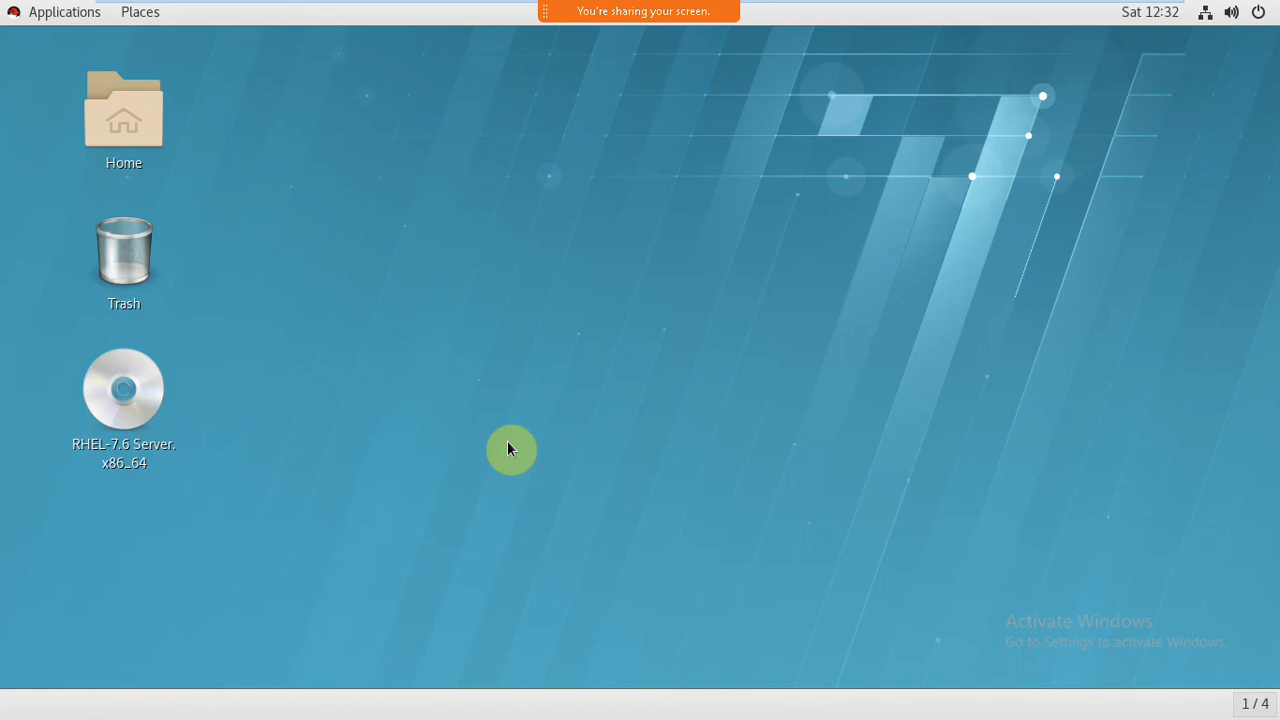 Applications Places
You're sharing your screen.
Sat 12:32
Home
Trash
RHEL-7.6 Server.
x86_64
Activate Windows
Go to Settings to activate Windows.
1 / 4